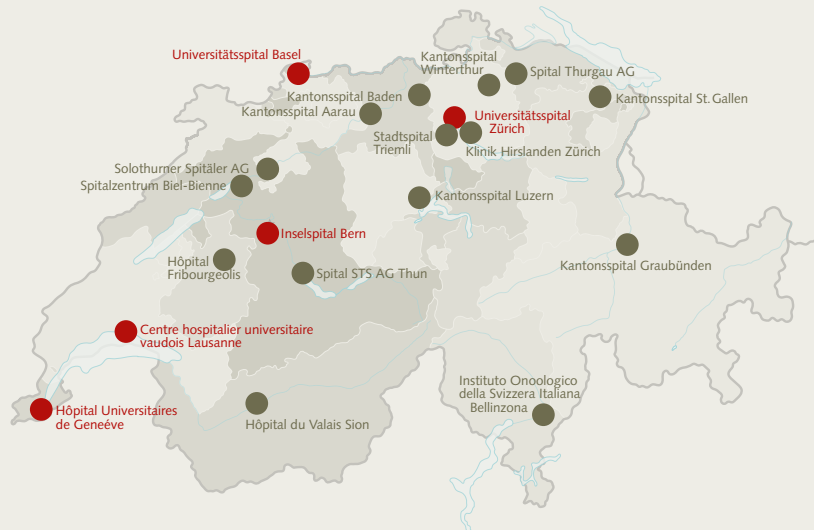 Universitätsspital Basel
Kantonsspital
Winterthur
Spital Thurgau AG
Kantonsspital Baden
Kantonsspital St. Gallen
Kantonsspital Aarau
Universitätsspital
Zürich
Stadtspital
Triemli
Klinik Hirslanden Zürich
Solothurner Spitäler AG
Spitalzentrum Biel-Bienne
Kantonsspital Luzern
Inselspital Bern
Hôpital
Fribourgeolis
Spital STS AG Thun
Kantonsspital Graubünden
Centre hospitalier universitaire
vaudois Lausanne
Instituto Onoologico
della Svizzera Italiana
Bellinzona
Hôpital Universitaires
de Geneéve
Hôpital du Valais Sion